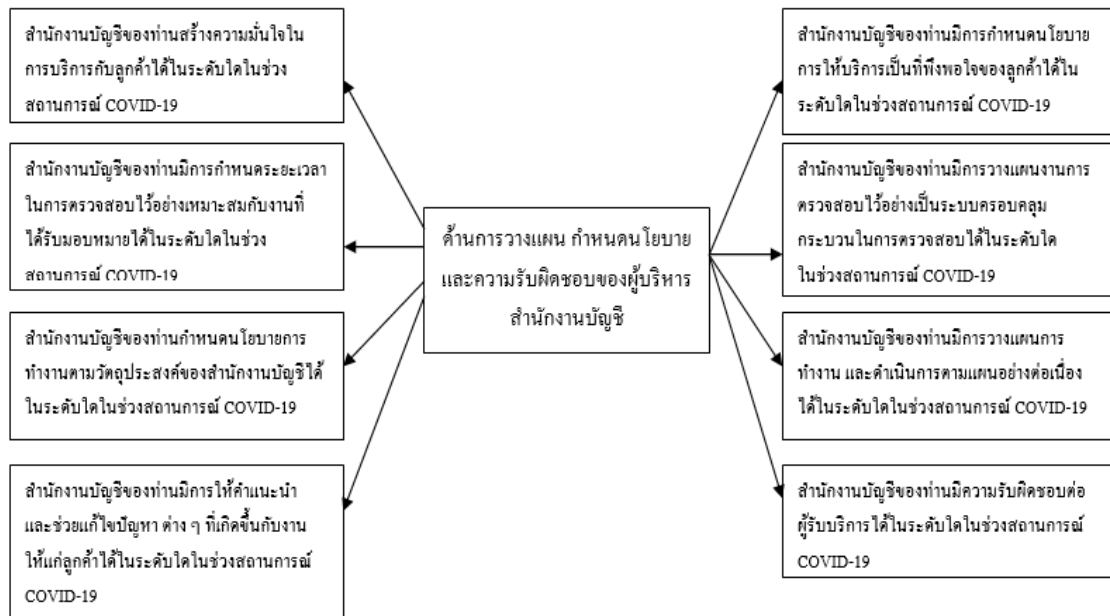 สำนักงานบัญชีของท่านสร้างความมั่นใจใน
การบริการกับลูกค้าได้ในระดับใดในช่วง
สถานการณ์ COVID-19
สำนักงานบัญชีของท่านมีการกำหนดระยะเวลา
ในการตรวจสอบไว้อย่างเหมาะสมกับงานที่
ได้รับมอบหมายได้ในระดับใดในช่วง
สถานการณ์ COVID-19
สำนักงานบัญชีของท่านกำหนดนโยบายการ
ทำงานตามวัตถุประสงค์ของสำนักงานบัญชีได้
ในระดับใดในช่วงสถานการณ์ COVID-19
สำนักงานบัญชีของท่านมีการให้คำแนะนำ
และช่วยแก้ไขปัญหา ต่าง ๆ ที่เกิดขึ้นกับงาน
ให้แก่ลูกค้าได้ในระดับใดในช่วงสถานการณ์
COVID-19
ด้านการวางแผน กำหนดนโยบาย
และความรับผิดชอบของผู้บริหาร
สำนักงานบัญชี
สำนักงานบัญชีของท่านมีการกำหนดนโยบาย
การให้บริการเป็นที่พึงพอใจของลูกค้าได้ใน
ระดับใดในช่วงสถานการณ์ COVID-19
สำนักงานบัญชีของท่านมีการวางแผนงานการ
ตรวจสอบไว้อย่างเป็นระบบครอบคลุม
กระบวนในการตรวจสอบได้ในระดับใด
ในช่วงสถานการณ์ COVID-19
สำนักงานบัญชีของท่านมีการวางแผนการ
ทำงาน และดำเนินการตามแผนอย่างต่อเนื่อง
ได้ในระดับใดในช่วงสถานการณ์ COVID-19
สำนักงานบัญชีของท่านมีความรับผิดชอบต่อ
ผู้รับบริการได้ในระดับใดในช่วงสถานการณ์
COVID-19